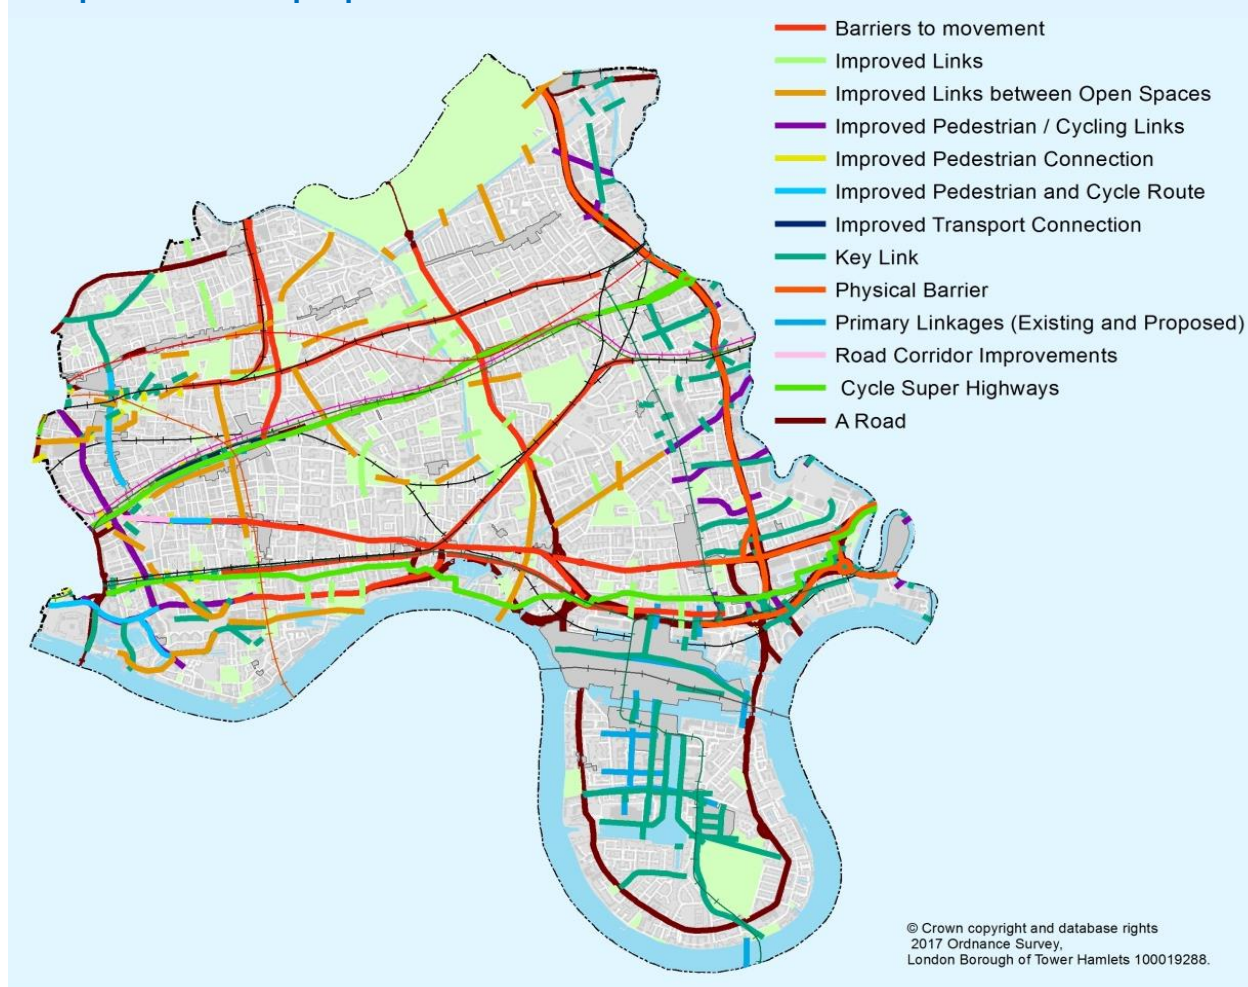 Barriers to movement
Improved Links
Improved Links between Open Spaces
Improved Pedestrian / Cycling Links
Improved Pedestrian Connection
Improved Pedestrian and Cycle Route
Improved Transport Connection
Key Link
Physical Barrier
Primary Linkages (Existing and Proposed)
Road Corridor Improvements
Cycle Super Highways
A Road
© Crown copyright and database rights
2017 Ordnance Survey,
London Borough of Tower Hamlets 100019288.